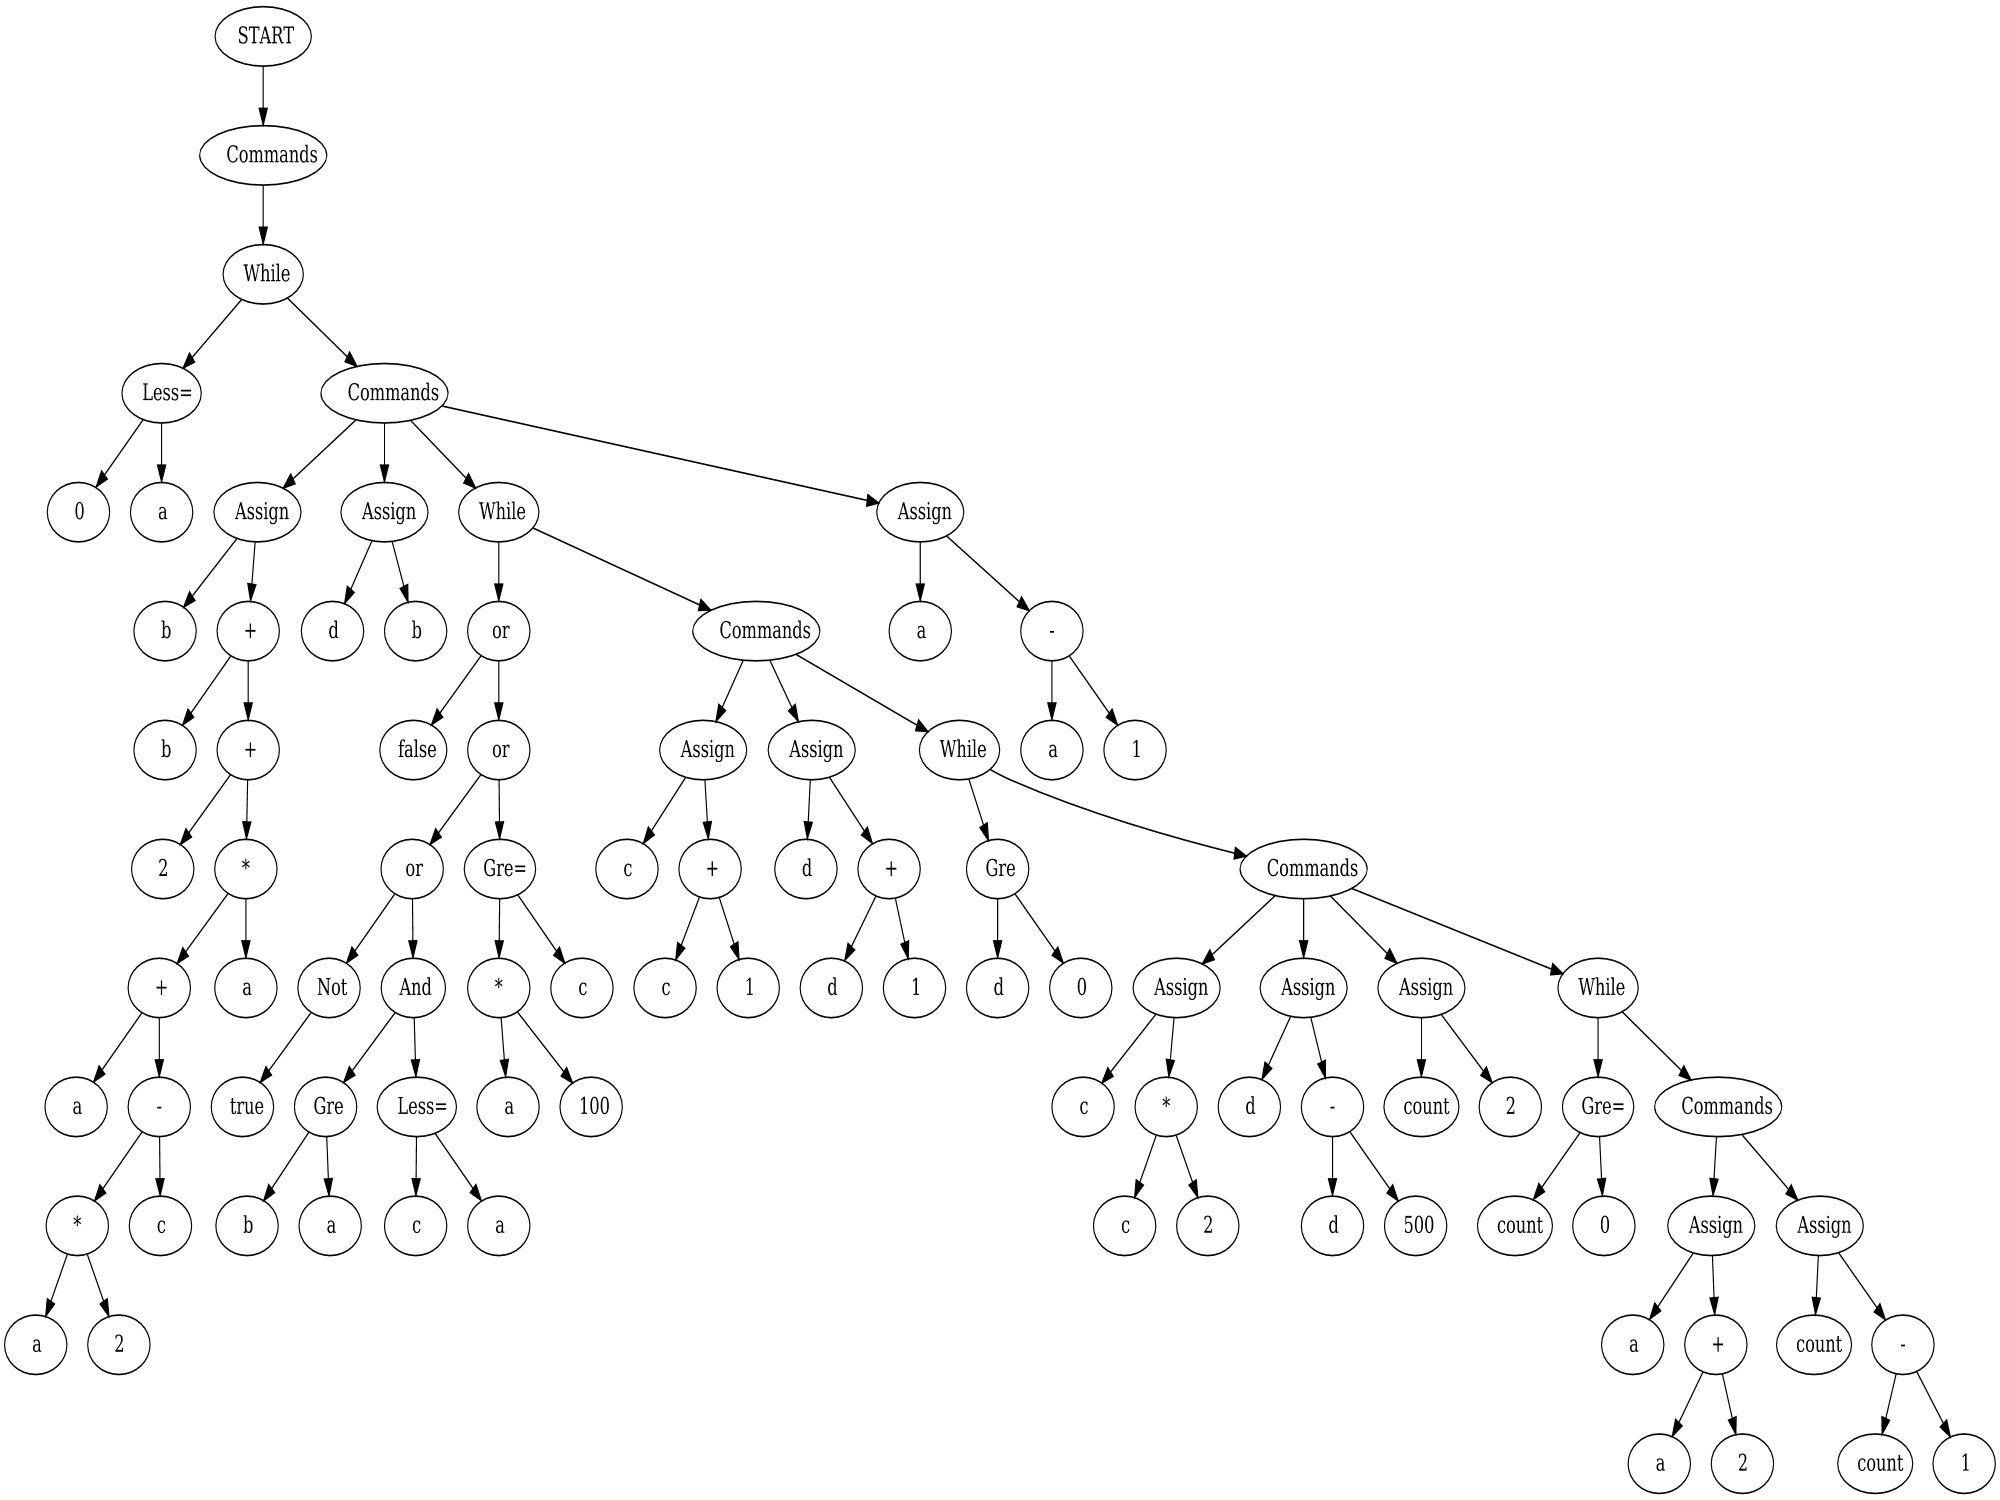 START
Commands
While
Less= Commands
0 a Assign Assign While Assign
b + d b or Commands a -
b + false or Assign Assign While a 1
2 * or Gre= c + d + Gre Commands
+ a Not And * c c 1 d 1 d 0 Assign Assign Assign While
a - true Gre Less= a 100 c * d - count 2 Gre= Commands
* c b a c a c 2 d 500 count 0 Assign Assign
a 2 a + count -
a 2 count 1